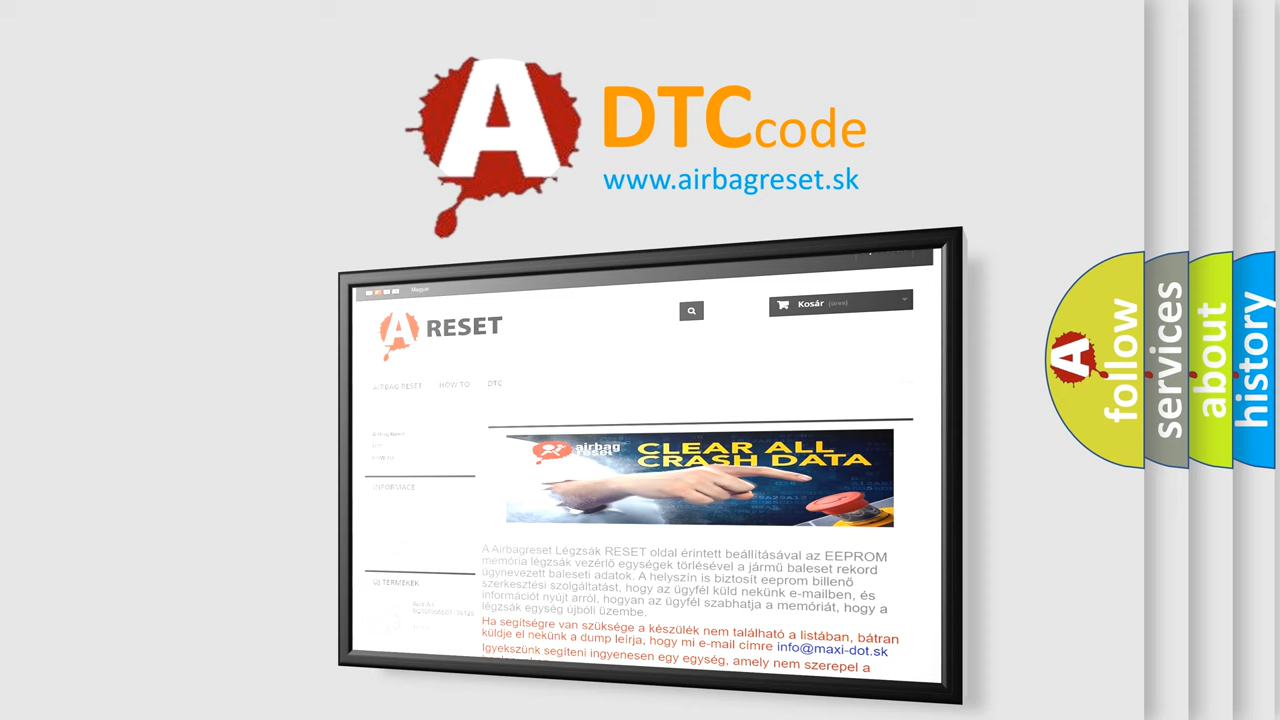 A
DTCcode
www.airbagreset.sk
Magyar
A RESET
Kosár (üres)
AIRBAG RESET HOW TO DTC
Airbag Reset
INFORMACE
airbag
reset
CLEAR ALL
CRASH DATA
A Airbagreset Légzsák RESET oldal érintett beállításával az EEPROM
memória légzsák vezérlő egységek törlésével a jármű baleset rekord
úgynevezett baleseti adatok. A helyszín is biztosít eeprom billenő
szerkesztési szolgáltatást, hogy az ügyfél küld nekünk e-mailben, és
információt nyújt arról, hogyan az ügyfél szabhatja a memóriát, hogy a
légzsák egység újbóli üzembe.
Ha segítségre van szüksége a készülék nem található a listában, bátran
küldje el nekünk a dump leírja, hogy mi e-mail címre info@maxi-dot.sk
Igyekszünk segíteni ingyenesen egy egység, amely nem szerepel a
ÚJ TERMÉKEK
A
follow
services
about
history